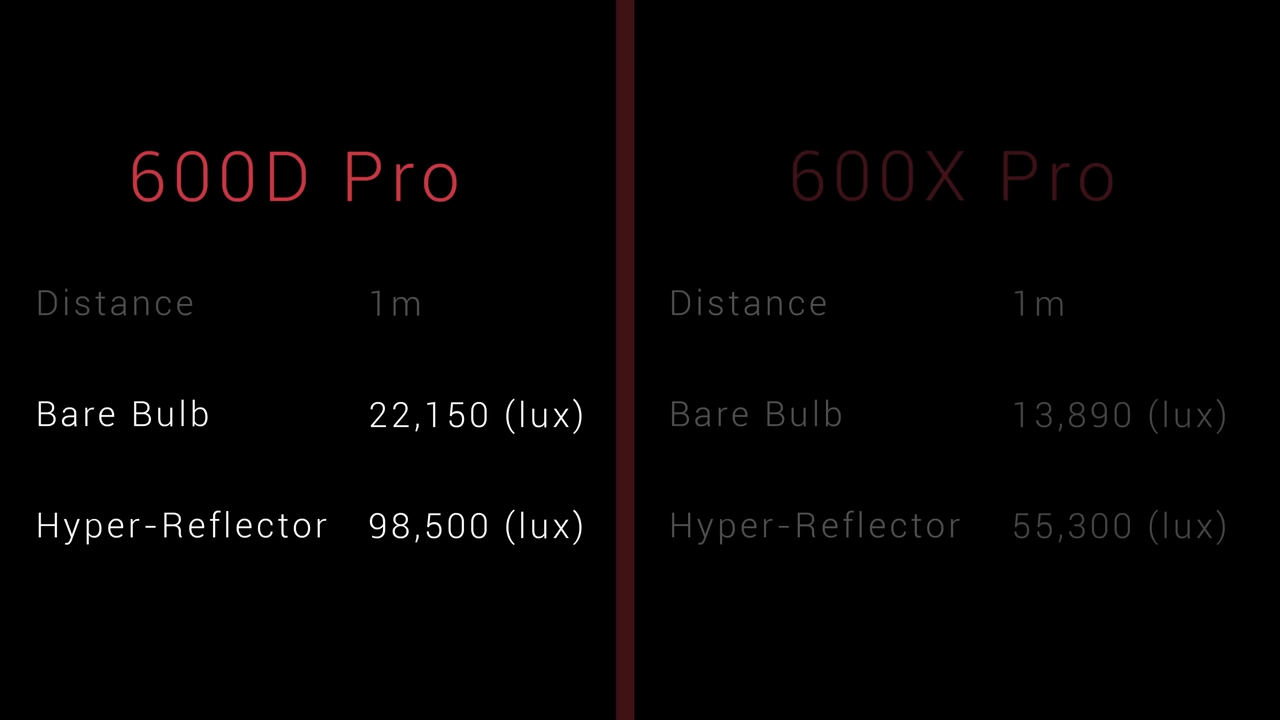 600D Pro
Distance 1m
Bare Bulb 22,150 (lux)
Hyper-Reflector 98,500 (lux)
600X Pro
Distance 1m
Bare Bulb 13,890 (lux)
Hyper-Reflector 55,300 (lux)